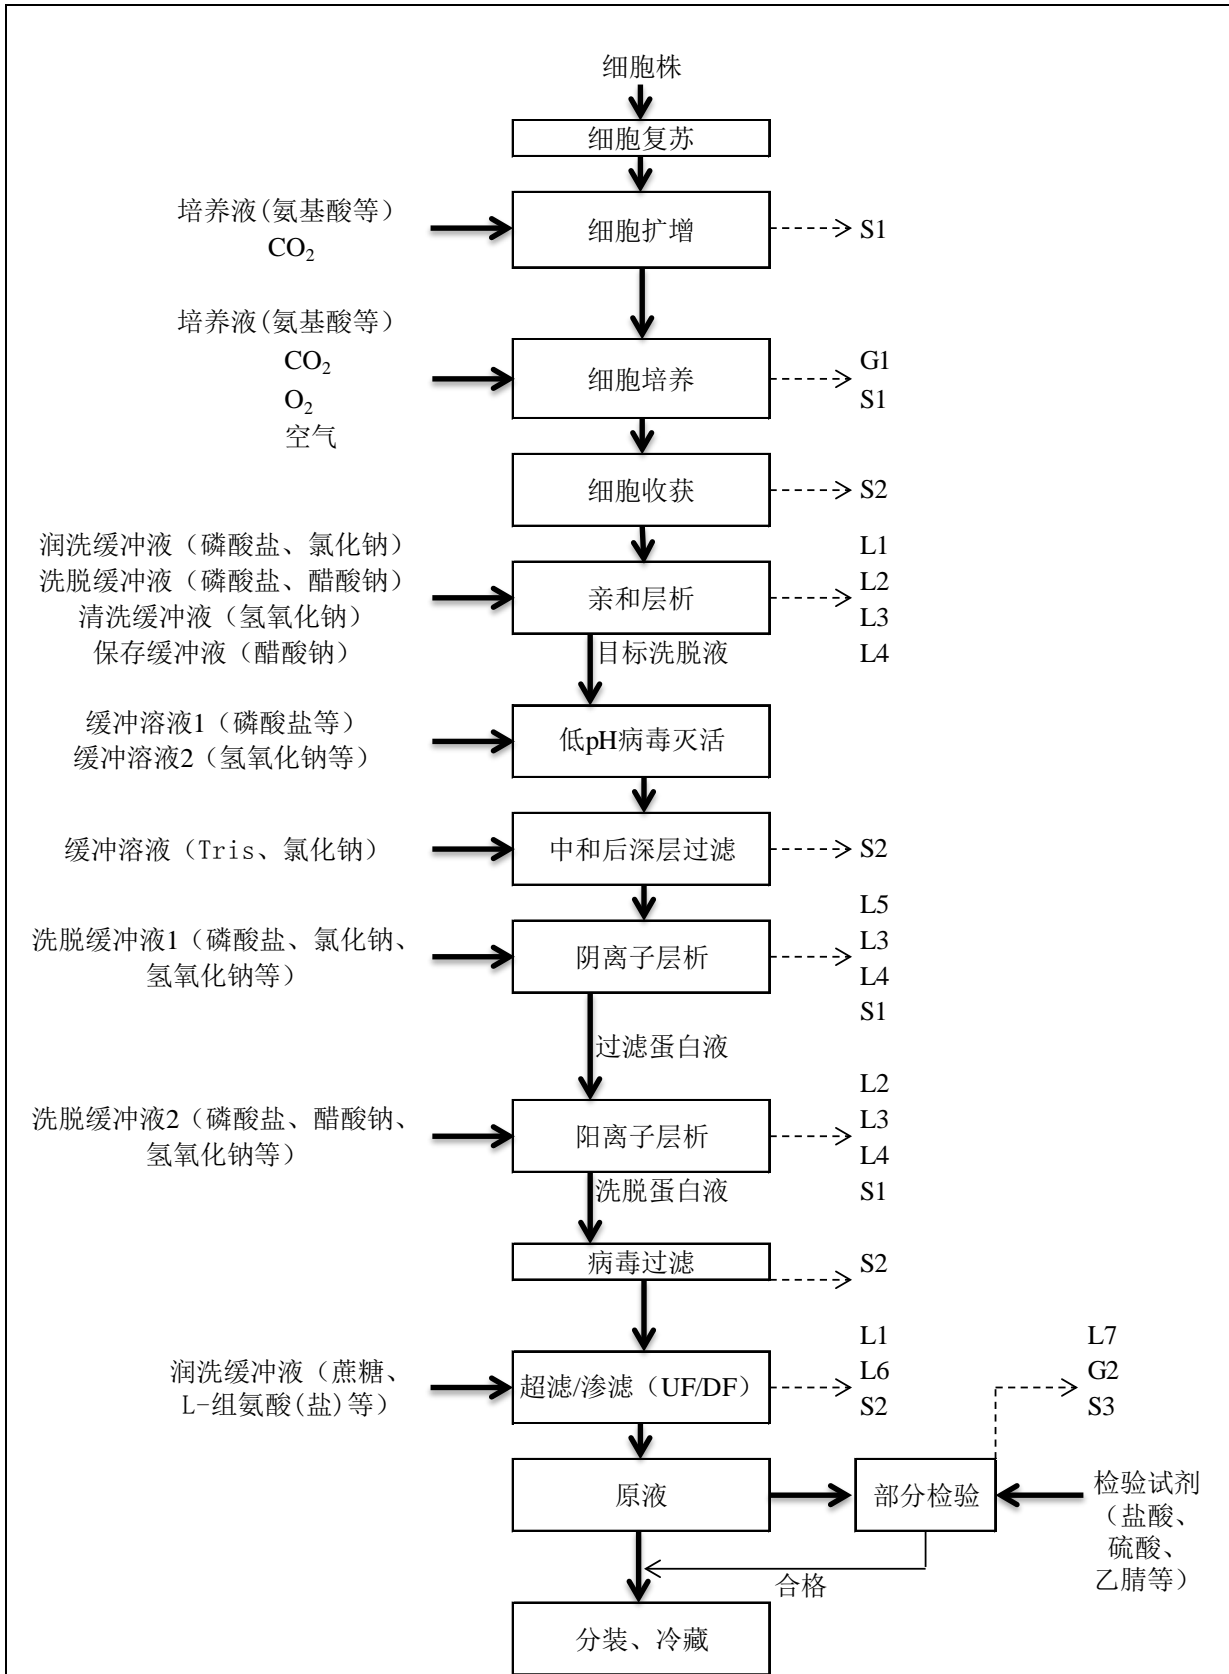 细胞株
细胞复苏
培养液(氨基酸等)
CO₂
细胞扩增
S1
培养液(氨基酸等)
CO₂
O₂
空气
细胞培养
G1
S1
细胞收获
S2
润洗缓冲液（磷酸盐、氯化钠）
洗脱缓冲液（磷酸盐、醋酸钠）
清洗缓冲液（氢氧化钠）
保存缓冲液（醋酸钠）
亲和层析
L1
L2
L3
L4
目标洗脱液
缓冲溶液1（磷酸盐等）
缓冲溶液2（氢氧化钠等）
低pH病毒灭活
缓冲溶液（Tris、氯化钠）
中和后深层过滤
S2
洗脱缓冲液1（磷酸盐、氯化钠、
氢氧化钠等）
阴离子层析
L5
L3
L4
S1
过滤蛋白液
洗脱缓冲液2（磷酸盐、醋酸钠、
氢氧化钠等）
阳离子层析
L2
L3
L4
S1
洗脱蛋白液
病毒过滤
S2
润洗缓冲液（蔗糖、
L-组氨酸(盐)等）
超滤/渗滤（UF/DF）
L1
L6
S2
L7
G2
S3
原液
部分检验
检验试剂
（盐酸、
硫酸、
乙腈等）
合格
分装、冷藏